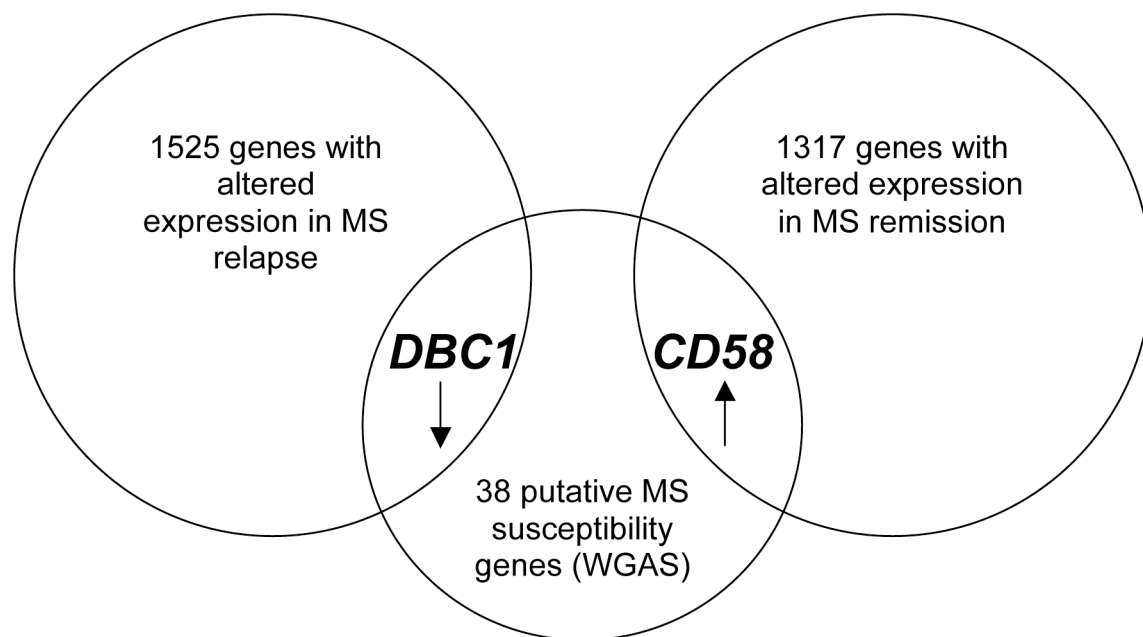 1525 genes with
altered
expression in MS
relapse
1317 genes with
altered expression
in MS remission
DBC1
CD58
38 putative MS
susceptibility
genes (WGAS)